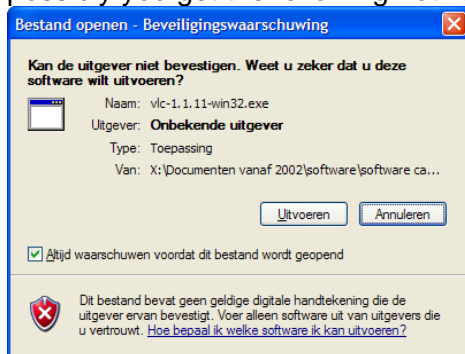 Bestand openen - Beveiligingswaarschuwing
Kan de uitgever niet bevestigen. Weet u zeker dat u deze
software wilt uitvoeren?
Naam: vlc-1.1.11-win32.exe
Uitgever: Onbekende uitgever
Type: Toepassing
Van: X:\Documenten vanaf 2002\software\software ca...
Uitvoeren Annuleren
Altijd waarschuwen voordat dit bestand wordt geopend
Dit bestand bevat geen geldige digitale handtekening die de
uitgever ervan bevestigt. Voer alleen software uit van uitgevers die
u vertrouwt. Hoe bepaal ik welke software ik kan uitvoeren?